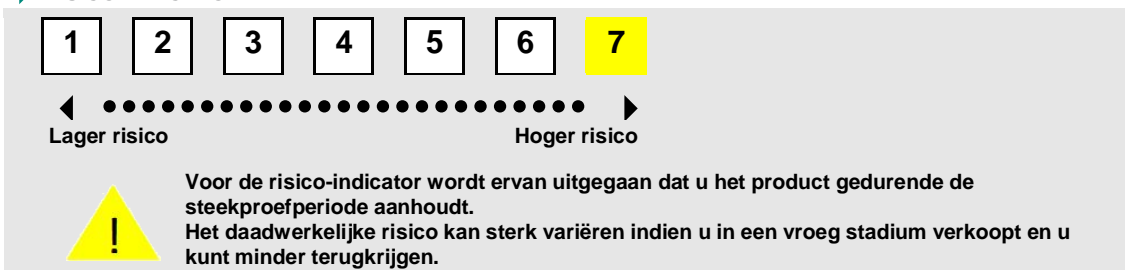 1 2 3 4 5 6 7
Lager risico Hoger risico
!
Voor de risico-indicator wordt ervan uitgegaan dat u het product gedurende de
steekproefperiode aanhoudt.
Het daadwerkelijke risico kan sterk variëren indien u in een vroeg stadium verkoopt en u
kunt minder terugkrijgen.